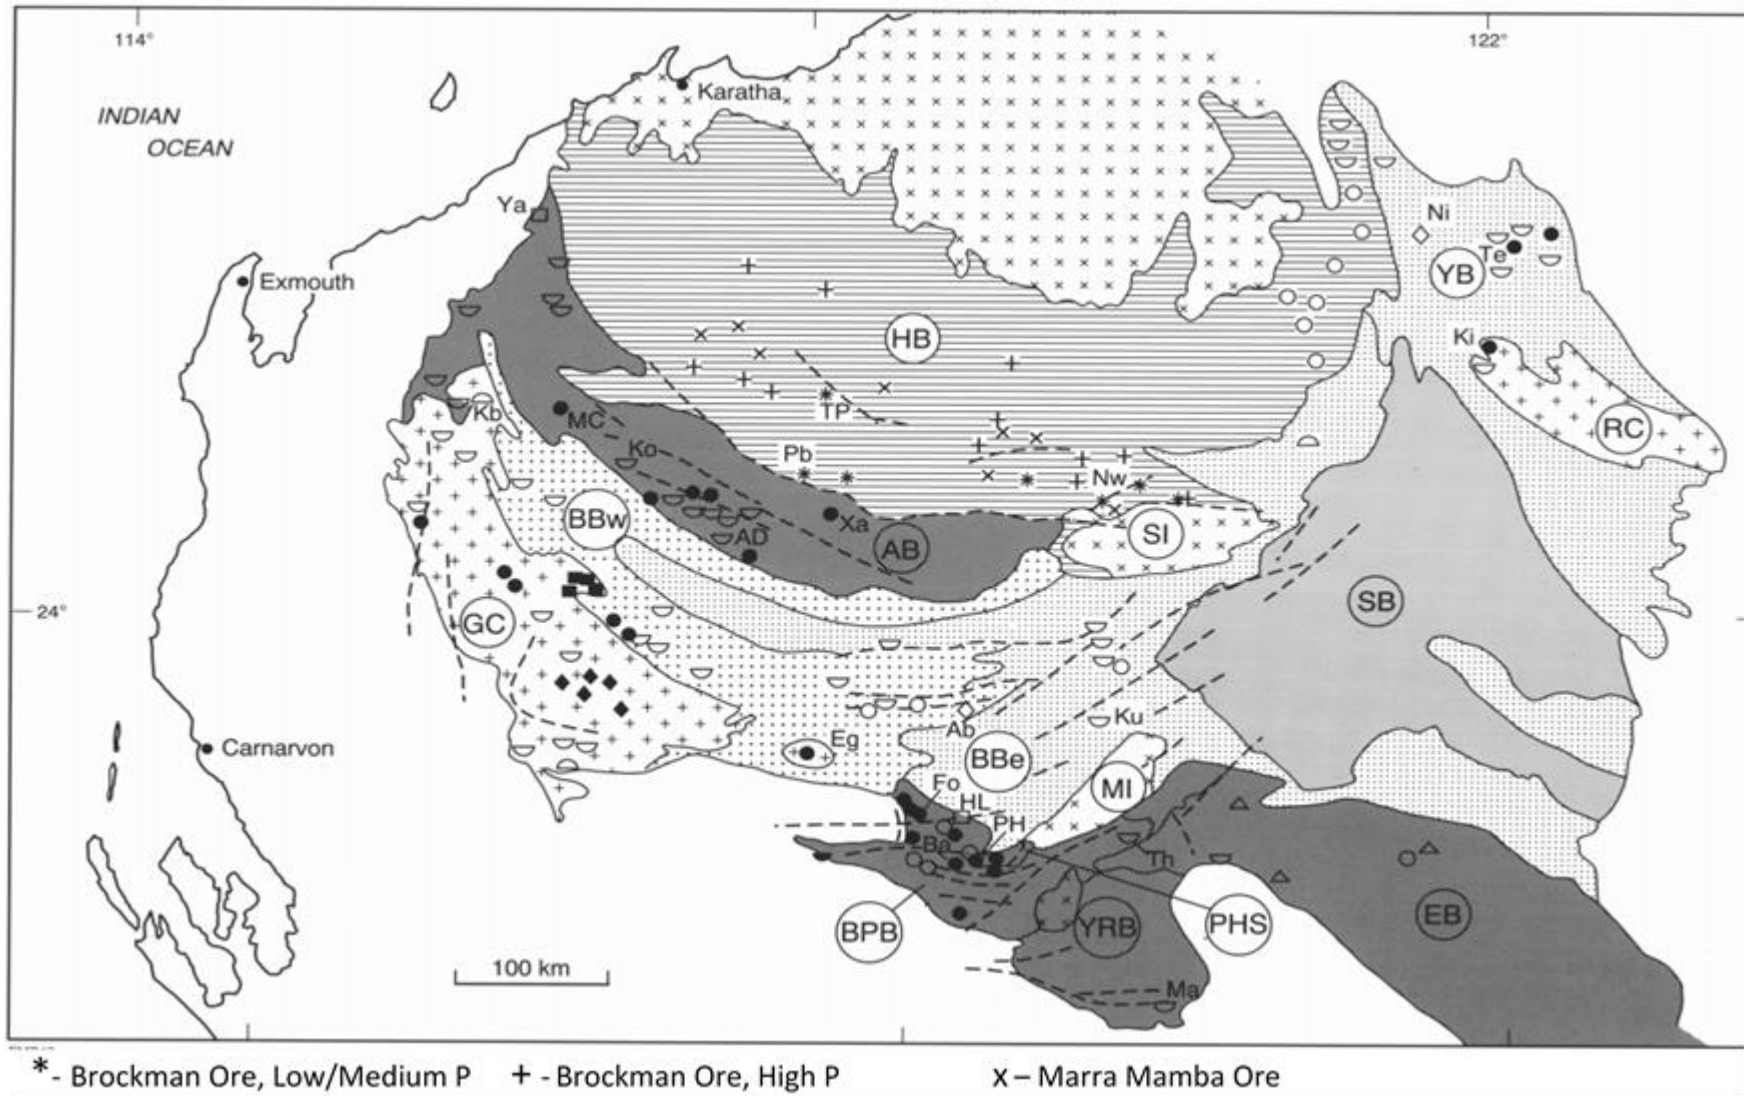 114°
122°
Karatha
INDIAN
OCEAN
Ya
Ni
Te
YB
Exmouth
HB
Ki
Kb
MC
TP
RC
Ko
Pb
Nw
BBw
Xa
AD
AB
SI
24°
GC
SB
Ab
Ku
Carnarvon
Eg
BBe
Fo
MI
HL
PH
Ba
Th
BPB
YRB
PHS
EB
100 km
Ma
* - Brockman Ore, Low/Medium P + - Brockman Ore, High P x – Marra Mamba Ore